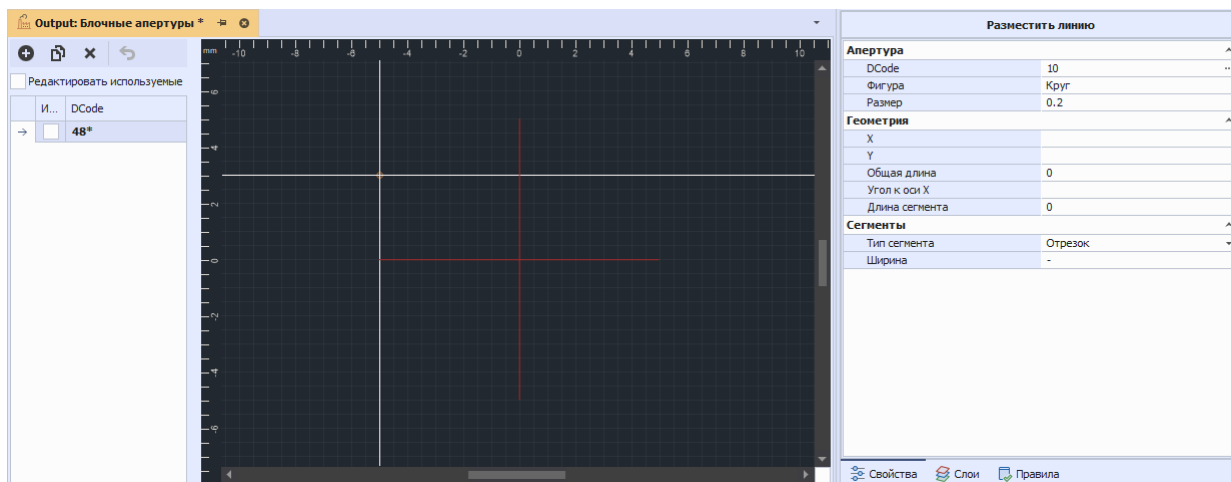 Output: Блочные апертуры *
Разместить линию
Редактировать используемые
И... DCode
48*
mm -10 -8 -6 -4 -2 0 2 4 6 8 10
6
4
2
0
-2
-4
-6
Апертура
DCode 10 ...
Фигура Круг
Размер 0.2
Геометрия
X
Y
Общая длина 0
Угол к оси X
Длина сегмента 0
Сегменты
Тип сегмента Отрезок
Ширина -
Свойства Слои Правила